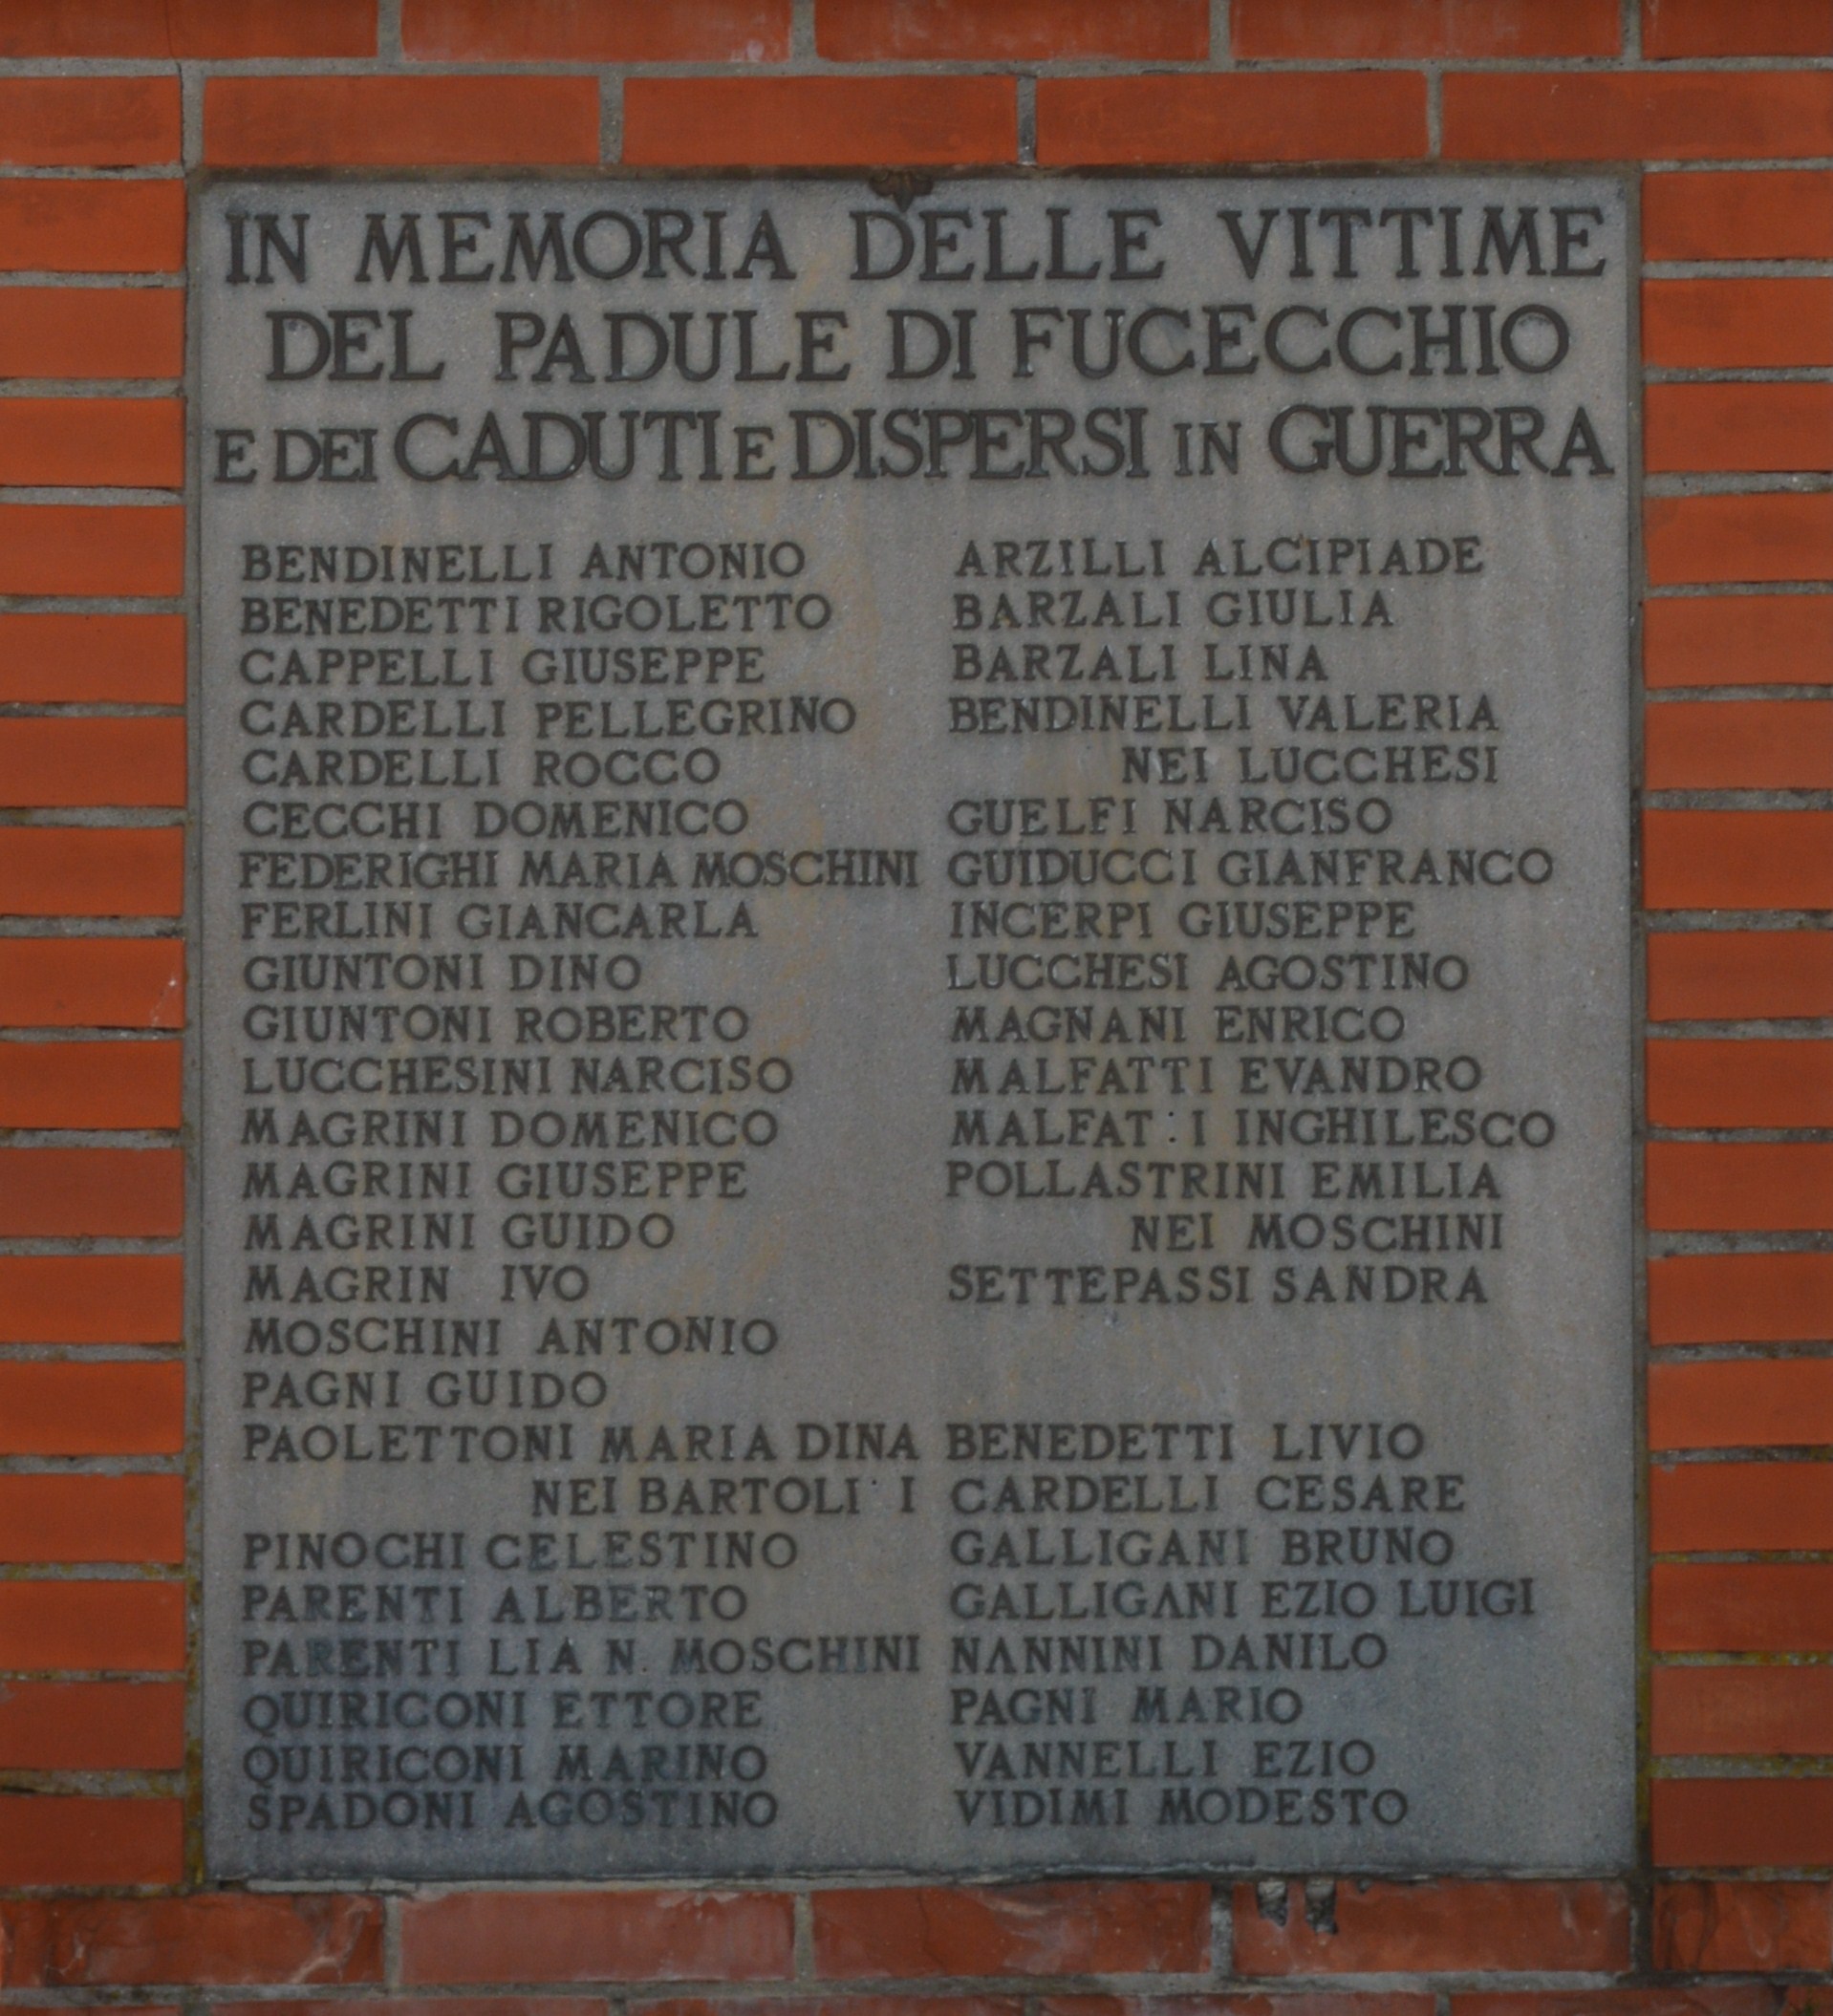 IN MEMORIA DELLE VITTIME
DEL PADULE DI FUCECCHIO
E DEI CADUTI E DISPERSI IN GUERRA
BENDINELLI ANTONIO
BENEDETTI RIGOLETTO
CAPPELLI GIUSEPPE
CARDELLI PELLEGRINO
CARDELLI ROCCO
CECCHI DOMENICO
FEDERIGHI MARIA MOSCHINI
FERLINI GIANCARLA
GIUNTONI DINO
GIUNTONI ROBERTO
LUCCHESINI NARCISO
MAGRINI DOMENICO
MAGRINI GIUSEPPE
MAGRINI GUIDO
MAGRIN IVO
MOSCHINI ANTONIO
PAGNI GUIDO
PAOLETTONI MARIA DINA
NEI BARTOLI I
PINOCHI CELESTINO
PARENTI ALBERTO
PARENTI LIA N. MOSCHINI
QUIRICONI ETTORE
QUIRICONI MARINO
SPADONI AGOSTINO
ARZILLI ALCIPIADE
BARZALI GIULIA
BARZALI LINA
BENDINELLI VALERIA
NEI LUCCHESI
GUELFI NARCISO
GUIDUCCI GIANFRANCO
INCERPI GIUSEPPE
LUCCHESI AGOSTINO
MAGNANI ENRICO
MALFATTI EVANDRO
MALFAT I INGHILESCO
POLLASTRINI EMILIA
NEI MOSCHINI
SETTEPASSI SANDRA
BENEDETTI LIVIO
CARDELLI CESARE
GALLIGANI BRUNO
GALLIGANI EZIO LUIGI
NANNINI DANILO
PAGNI MARIO
VANNELLI EZIO
VIDIMI MODESTO